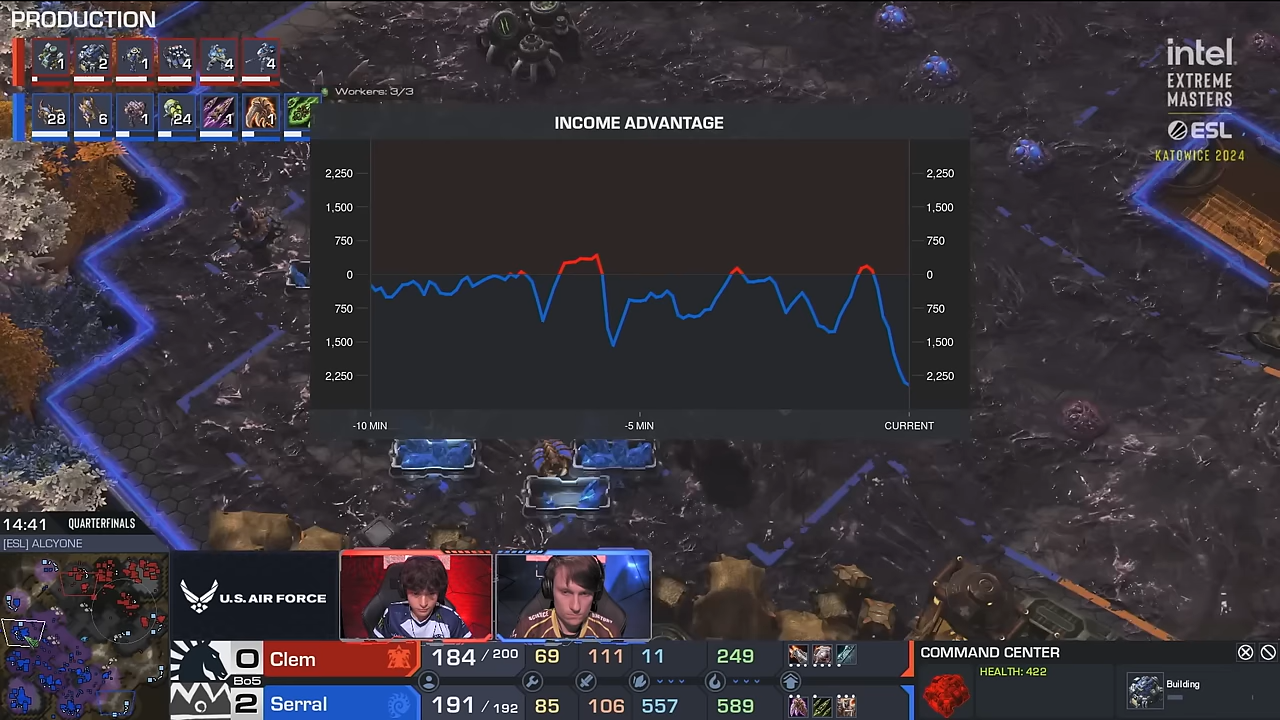 PRODUCTION
1 2 1 4 4 4
28 6 1 24 1 1
Workers: 3/3
intel
EXTREME
MASTERS
ESL
KATOWICE 2024
INCOME ADVANTAGE
2,250 2,250
1,500 1,500
750 750
0 0
750 750
1,500 1,500
2,250 2,250
-10 MIN -5 MIN CURRENT
14:41 QUARTERFINALS
[ESL] ALCYONE
U.S. AIR FORCE
0 Clem 184 / 200 69 111 11 249
Bo5
2 Serral 191 / 192 85 106 557 589
COMMAND CENTER
HEALTH: 422
Building